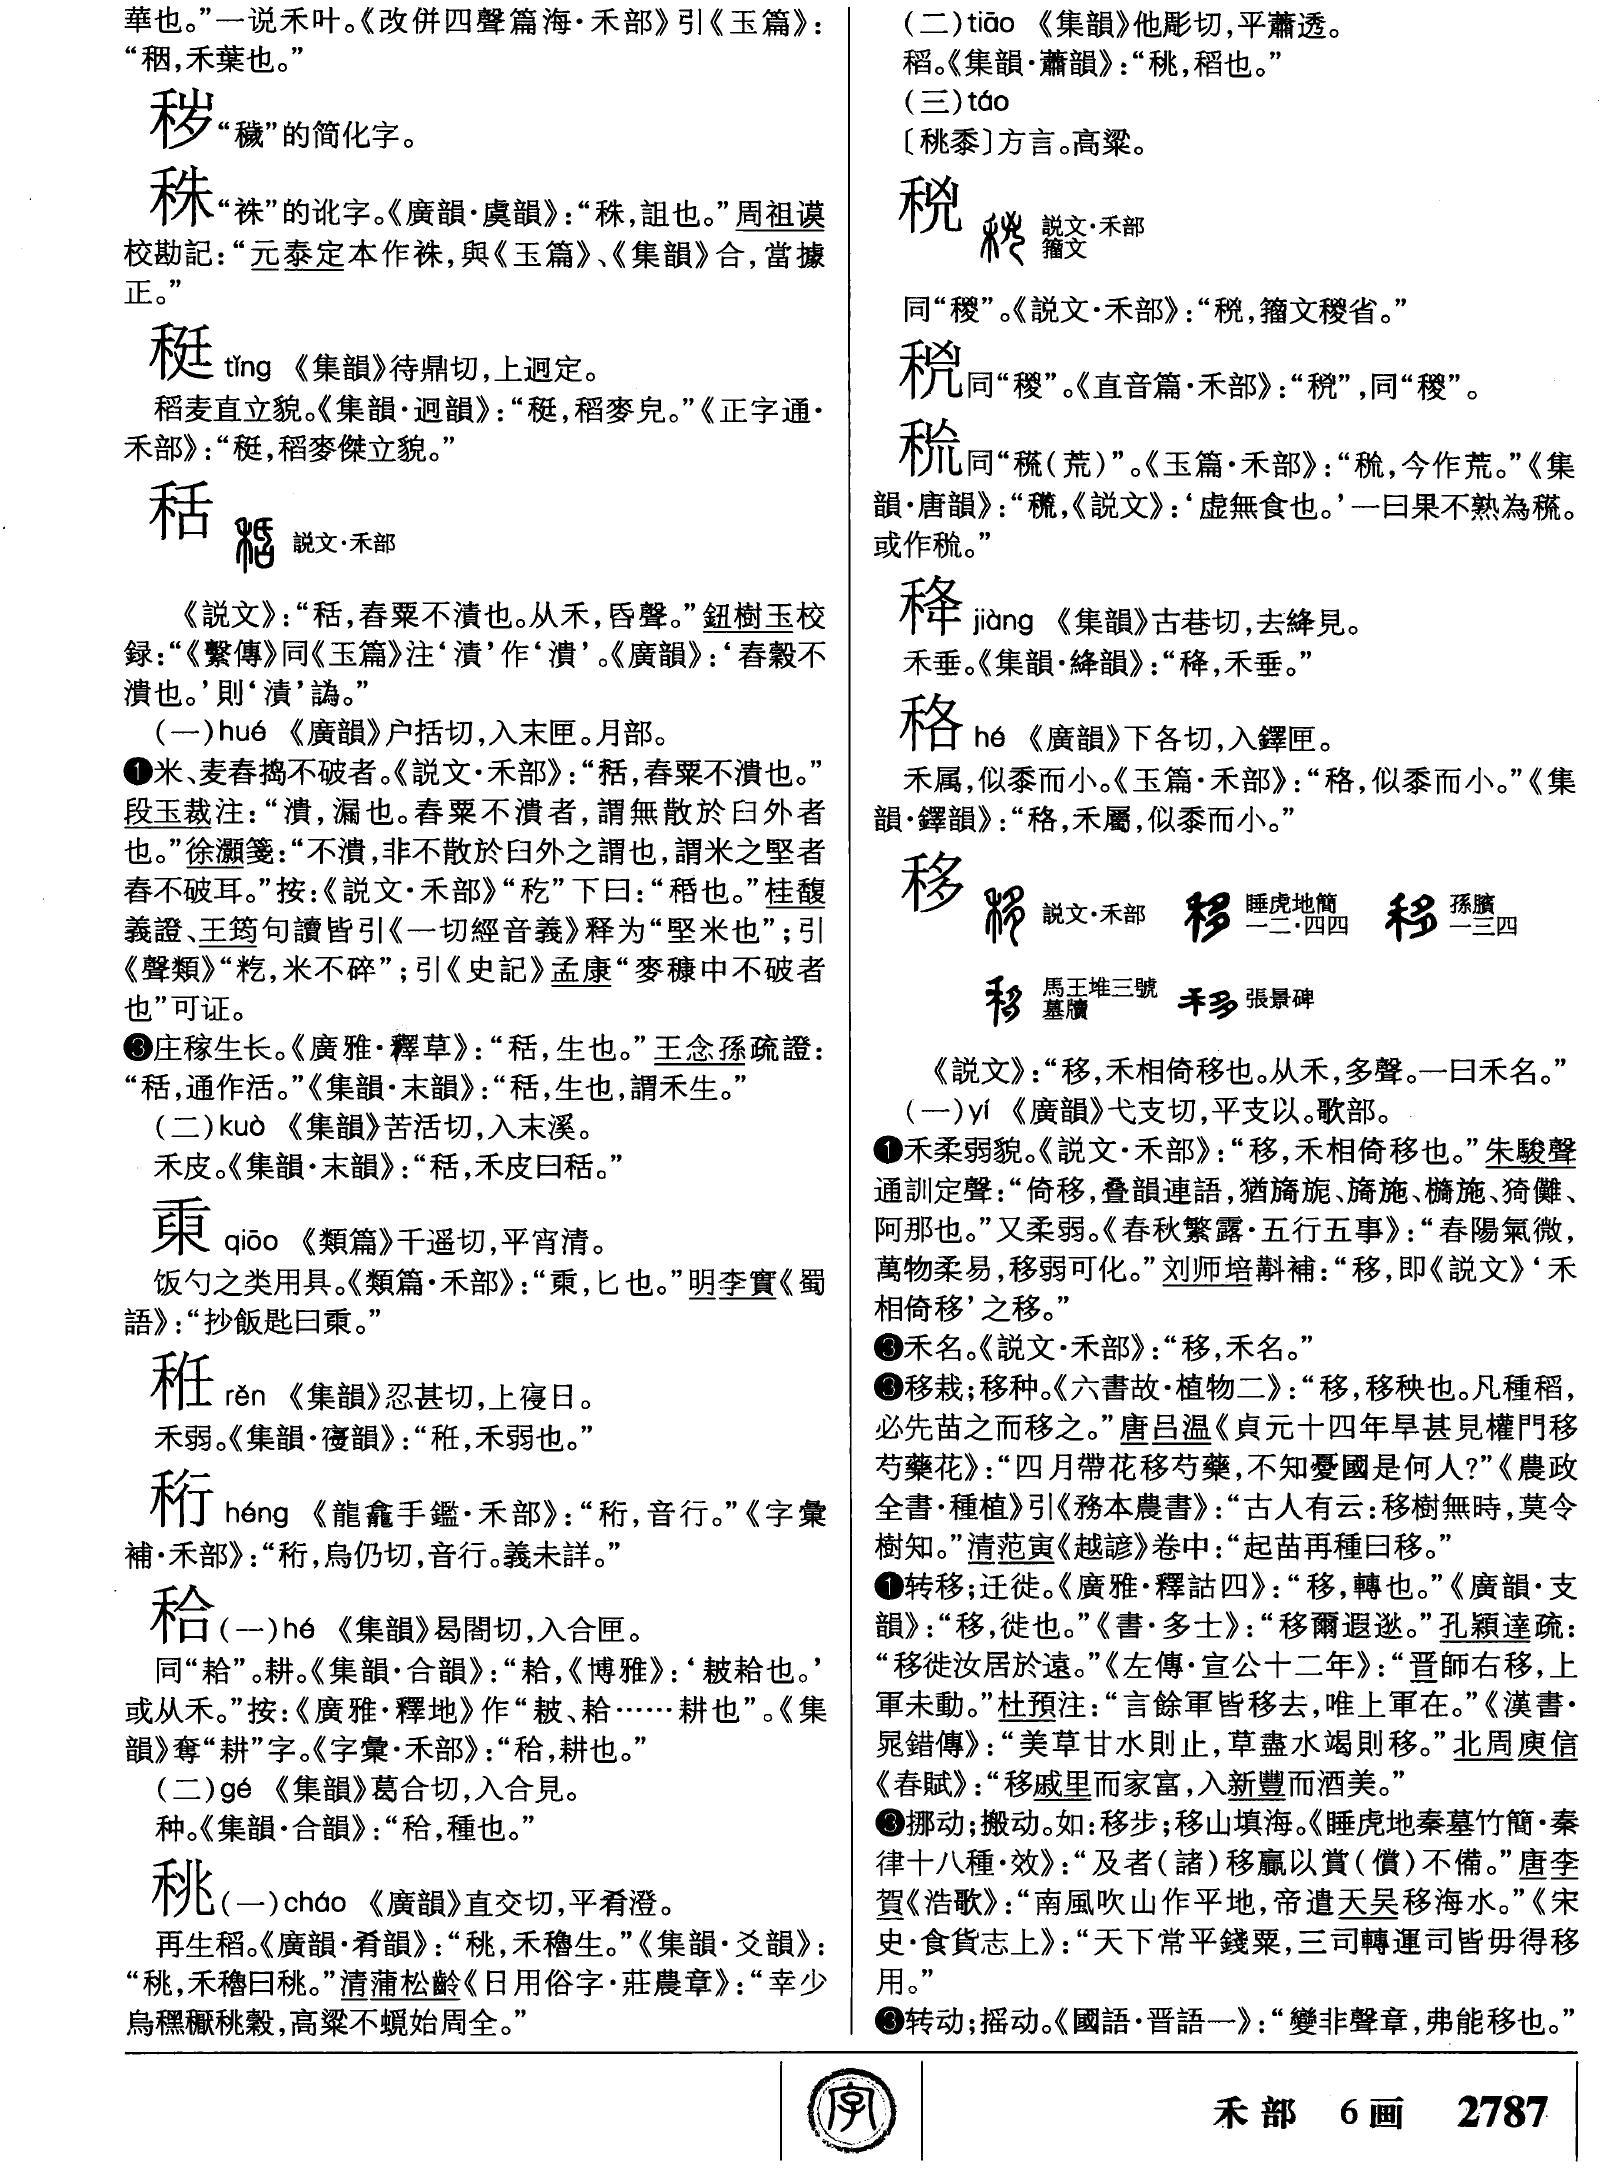 華也。”一说禾叶。《改併四聲篇海·禾部》引《玉篇》：
“秵，禾葉也。”
秽“穢”的简化字。
秼“祩”的讹字。《廣韻·虞韻》：“秼，詛也。”周祖谟
校勘記：“元泰定本作祩，與《玉篇》、《集韻》合，當據
正。”
䅍 tǐng 《集韻》待鼎切，上迥定。
稻麦直立貌。《集韻·迥韻》：“䅍，稻麥皃。”《正字通·
禾部》：“䅍，稻麥傑立貌。”
秳
説文·禾部
《説文》：“秳，舂粟不漬也。从禾，昏聲。”鈕樹玉校
録：“《繫傳》同《玉篇》注‘漬’作‘潰’。《廣韻》：‘舂穀不
潰也。’則‘漬’譌。”
（一）hué 《廣韻》户括切，入末匣。月部。
❶米、麦舂捣不破者。《説文·禾部》：“秳，舂粟不潰也。”
段玉裁注：“潰，漏也。舂粟不潰者，謂無散於臼外者
也。”徐灝箋：“不潰，非不散於臼外之謂也，謂米之堅者
舂不破耳。”按：《説文·禾部》“秔”下曰：“䅥也。”桂馥
義證、王筠句讀皆引《一切經音義》释为“堅米也”；引
《聲類》“籺，米不碎”；引《史記》孟康“麥糠中不破者
也”可证。
❸庄稼生长。《廣雅·釋草》：“秳，生也。”王念孫疏證：
“秳，通作活。”《集韻·末韻》：“秳，生也，謂禾生。”
（二）kuò 《集韻》苦活切，入末溪。
禾皮。《集韻·末韻》：“秳，禾皮曰秳。”
qiāo 《類篇》千遥切，平宵清。
饭勺之类用具。《類篇·禾部》：“，匕也。”明李實《蜀
語》：“抄飯匙曰。”
秹 rěn 《集韻》忍甚切，上寑日。
禾弱。《集韻·寑韻》：“秹，禾弱也。”
䅐 héng 《龍龕手鑑·禾部》：“䅐，音行。”《字彙
補·禾部》：“䅐，烏仍切，音行。義未詳。”
秴（一）hé 《集韻》曷閤切，入合匣。
同“耠”。耕。《集韻·合韻》：“耠，《博雅》：‘耚耠也。’
或从禾。”按：《廣雅·釋地》作“耚、耠……耕也”。《集
韻》奪“耕”字。《字彙·禾部》：“秴，耕也。”
（二）gé 《集韻》葛合切，入合見。
种。《集韻·合韻》：“秴，種也。”
䄻（一）cháo 《廣韻》直交切，平肴澄。
再生稻。《廣韻·肴韻》：“䄻，禾穭生。”《集韻·爻韻》：
“䄻，禾穭曰䄻。”清蒲松齡《日用俗字·莊農章》：“幸少
烏䅼䄻穀，高粱不始周全。”
（二）tiāo 《集韻》他彫切，平蕭透。
稻。《集韻·蕭韻》：“䄻，稻也。”
（三）táo
〔䄻黍〕方言。高粱。
説文·禾部
籀文
同“稷”。《説文·禾部》：“，籀文稷省。”
同“稷”。《直音篇·禾部》：“”，同“稷”。
同“䆲（荒）”。《玉篇·禾部》：“，今作荒。”《集
韻·唐韻》：“，《説文》：‘虚無食也。’一曰果不熟為。
或作。”
jiàng 《集韻》古巷切，去絳見。
禾垂。《集韻·絳韻》：“，禾垂。”
䅂 hé 《廣韻》下各切，入鐸匣。
禾属，似黍而小。《玉篇·禾部》：“䅂，似黍而小。”《集
韻·鐸韻》：“䅂，禾屬，似黍而小。”
移
説文·禾部
睡虎地簡
一二·四四
孫臏
一三四
馬王堆三號
墓牘
張景碑
《説文》：“移，禾相倚移也。从禾，多聲。一曰禾名。”
（一）yí 《廣韻》弋支切，平支以。歌部。
❶禾柔弱貌。《説文·禾部》：“移，禾相倚移也。”朱駿聲
通訓定聲：“倚移，叠韻連語，猶旖旎、旖施、檹施、猗儺、
阿那也。”又柔弱。《春秋繁露·五行五事》：“春陽氣微，
萬物柔易，移弱可化。”刘师培斠補：“移，即《説文》‘禾
相倚移’之移。”
❸禾名。《説文·禾部》：“移，禾名。”
❸移栽；移种。《六書故·植物二》：“移，移秧也。凡種稻，
必先苗之而移之。”唐吕温《貞元十四年旱甚見權門移
芍藥花》：“四月帶花移芍藥，不知憂國是何人？”《農政
全書·種植》引《務本農書》：“古人有云：移樹無時，莫令
樹知。”清范寅《越諺》卷中：“起苗再種曰移。”
❶转移；迁徙。《廣雅·釋詁四》：“移，轉也。”《廣韻·支
韻》：“移，徙也。”《書·多士》：“移爾遐逖。”孔穎達疏：
“移徙汝居於遠。”《左傳·宣公十二年》：“晋師右移，上
軍未動。”杜預注：“言餘軍皆移去，唯上軍在。”《漢書·
晁錯傳》：“美草甘水則止，草盡水竭則移。”北周庾信
《春賦》：“移戚里而家富，入新豐而酒美。”
❸挪动；搬动。如：移步；移山填海。《睡虎地秦墓竹簡·秦
律十八種·效》：“及者（諸）移贏以賞（償）不備。”唐李
賀《浩歌》：“南風吹山作平地，帝遣天吴移海水。”《宋
史·食貨志上》：“天下常平錢粟，三司轉運司皆毋得移
用。”
❸转动；摇动。《國語·晋語一》：“變非聲章，弗能移也。”
字
禾部 6画 2787